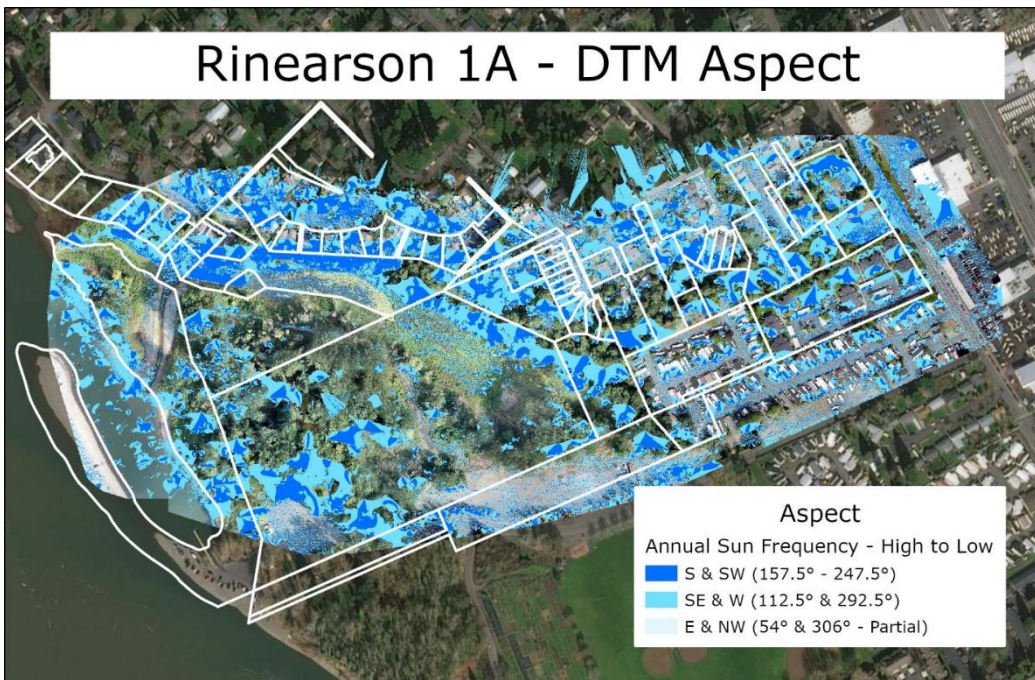 Rinearson 1A - DTM Aspect
Aspect
Annual Sun Frequency - High to Low
S & SW (157.5° - 247.5°)
SE & W (112.5° & 292.5°)
E & NW (54° & 306° - Partial)